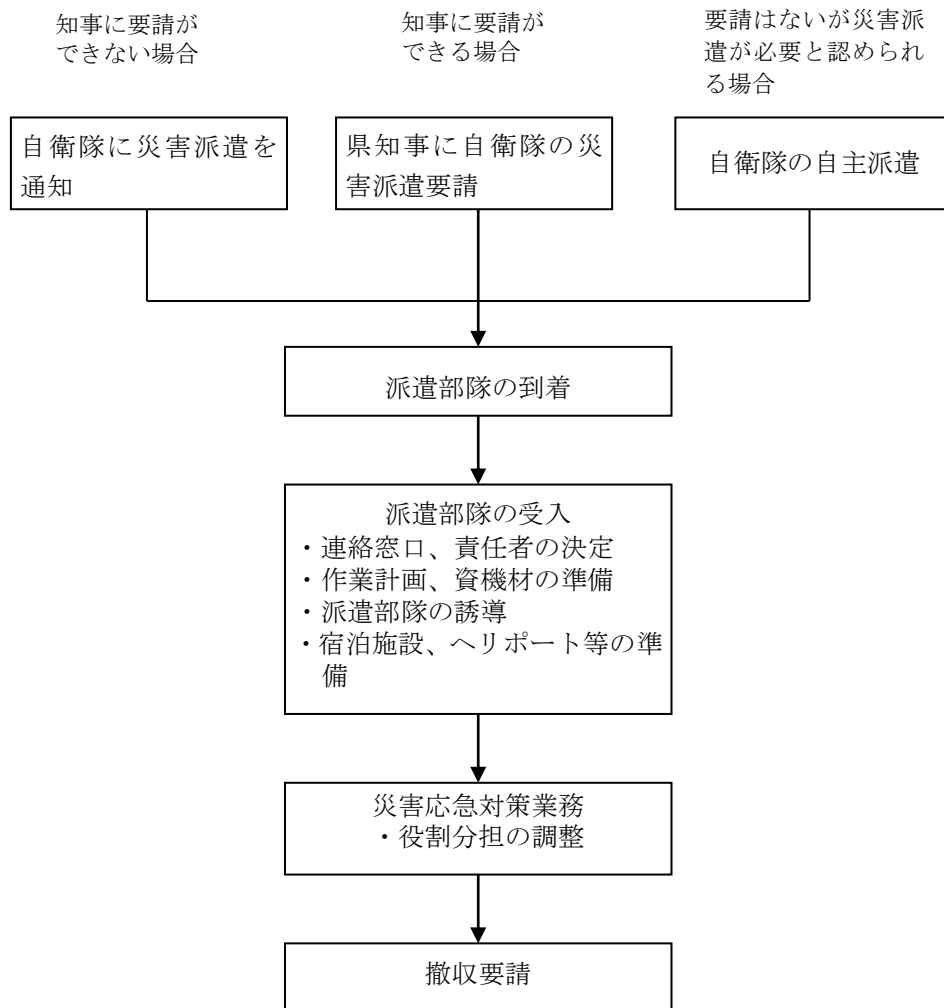 知事に要請が
できない場合
知事に要請が
できる場合
要請はないが災害派
遣が必要と認められ
る場合
自衛隊に災害派遣を
通知
県知事に自衛隊の災
害派遣要請
自衛隊の自主派遣
派遣部隊の到着
派遣部隊の受入
・連絡窓口、責任者の決定
・作業計画、資機材の準備
・派遣部隊の誘導
・宿泊施設、ヘリポート等の準
備
災害応急対策業務
・役割分担の調整
撤収要請